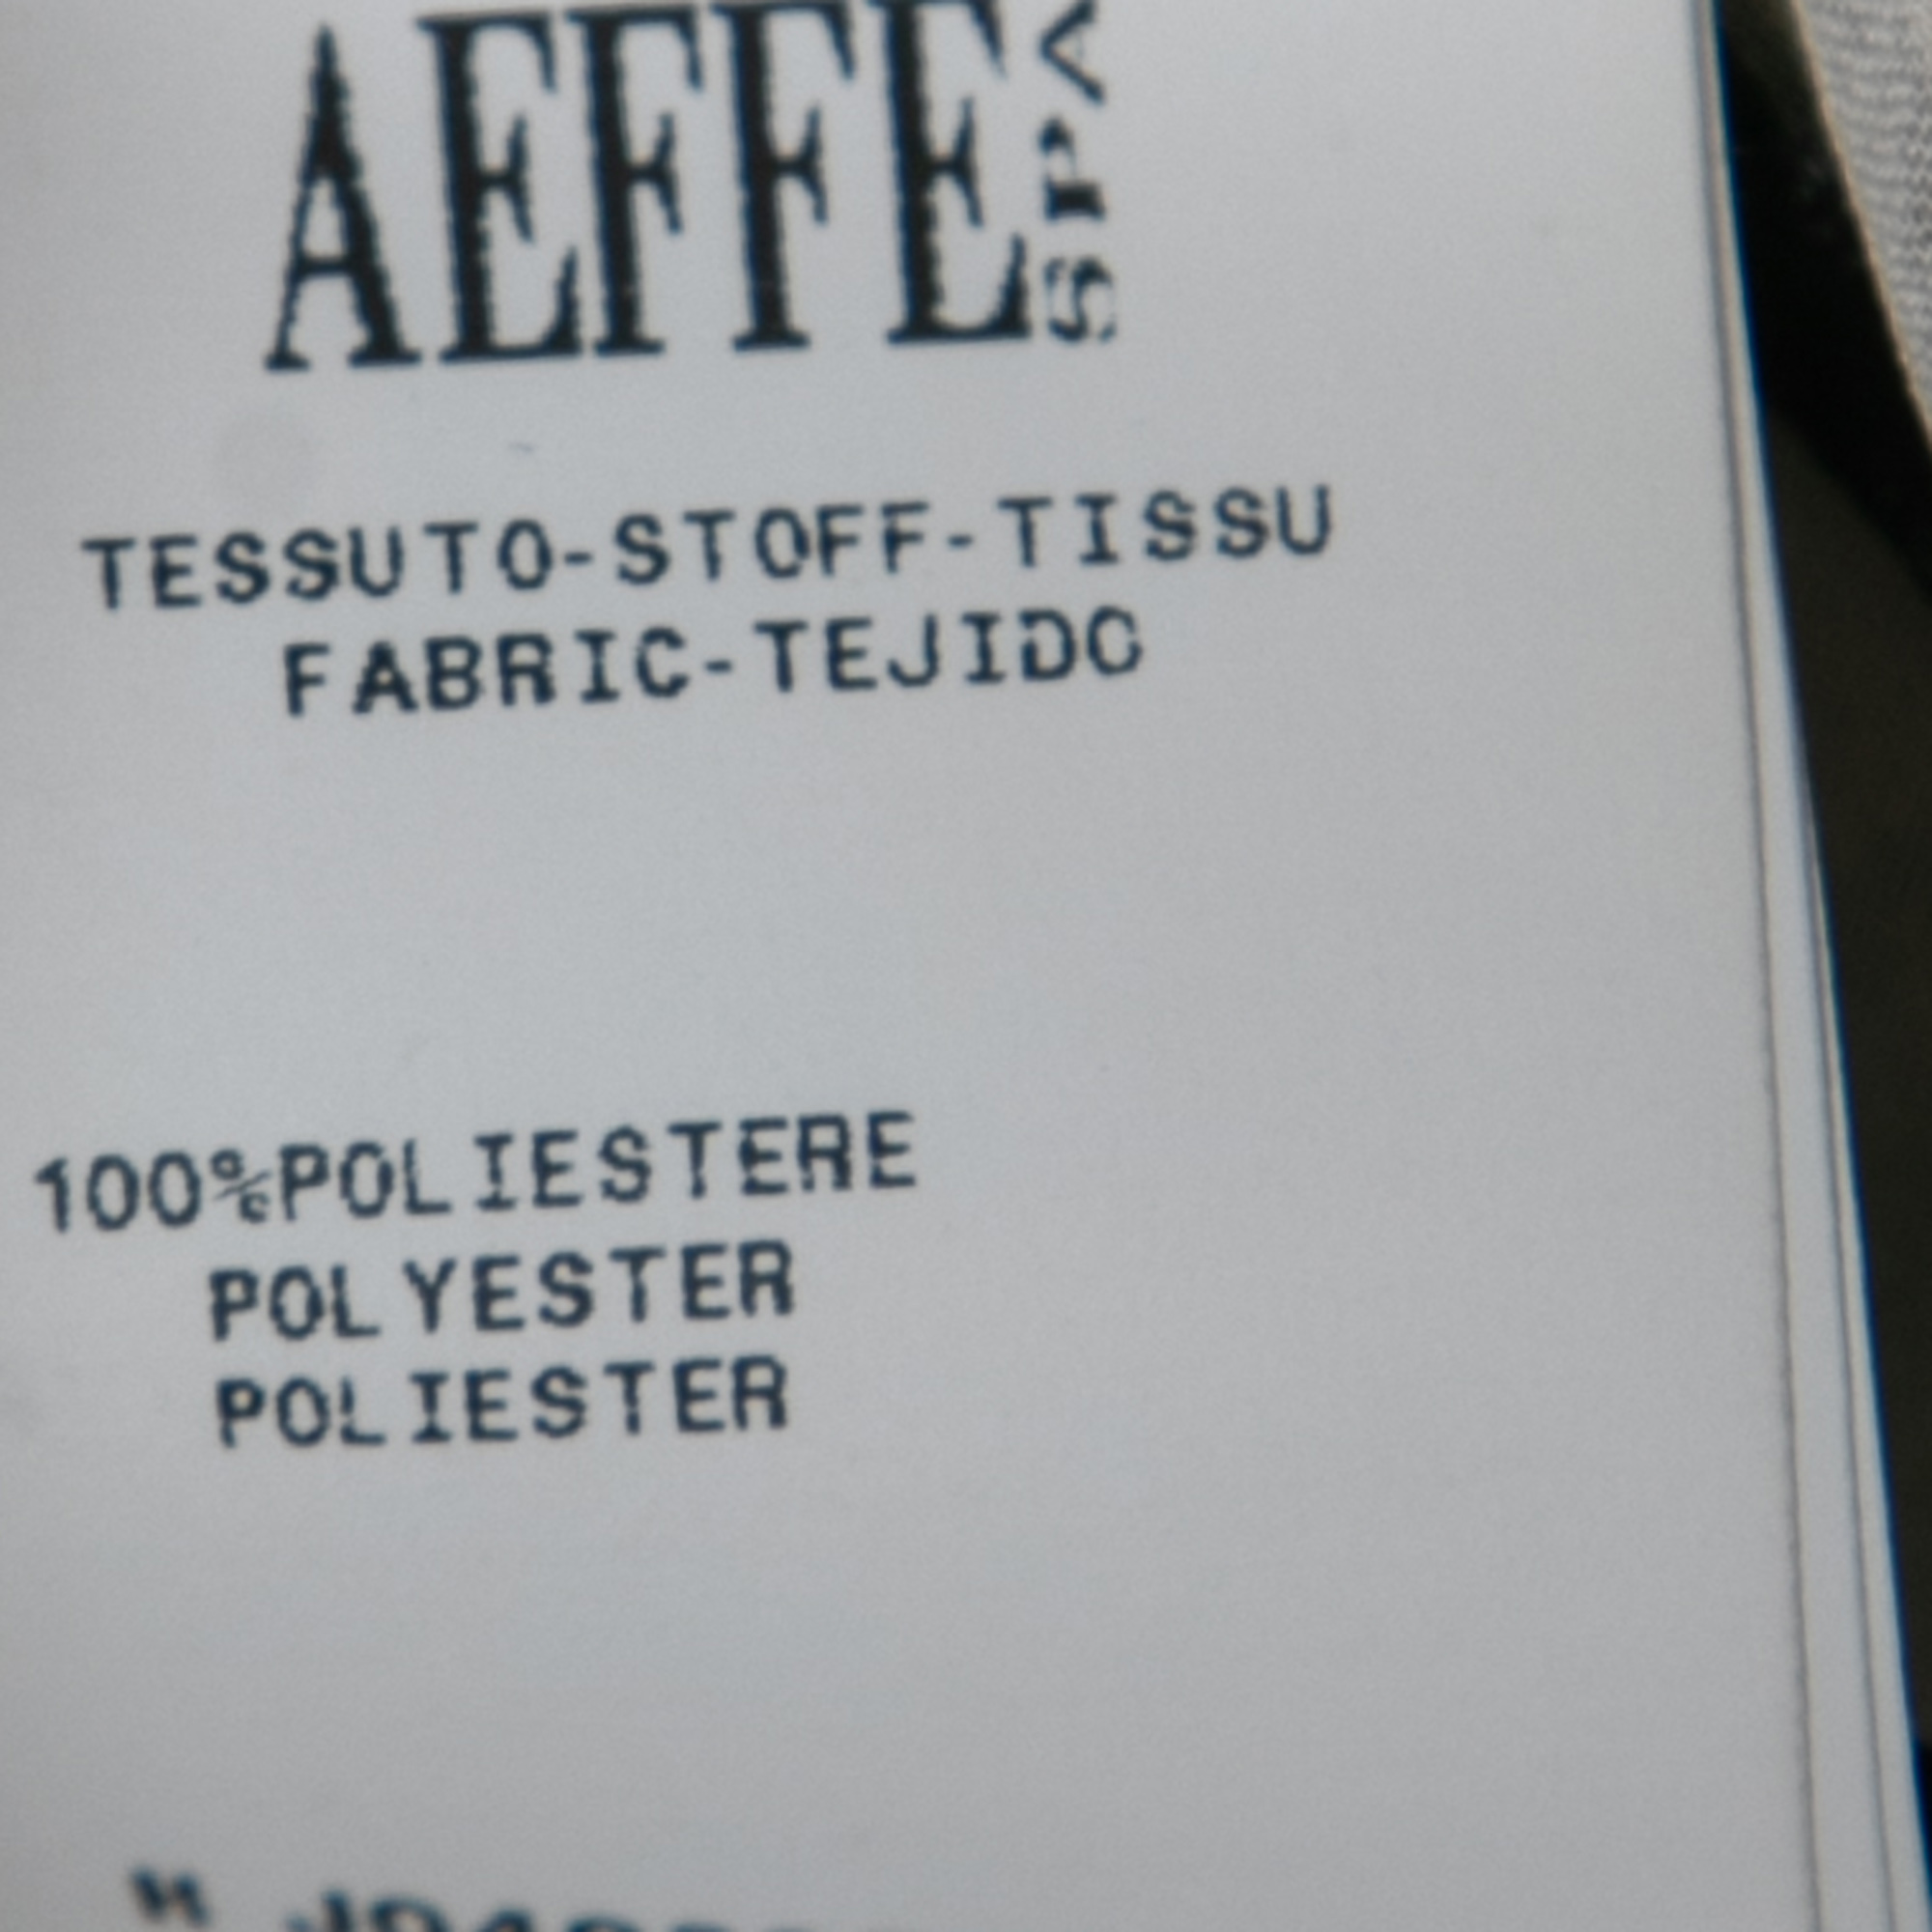 AEFFE SPA
TESSUTO-STOFF-TISSU
FABRIC-TEJIDO
100%POLIESTERE
POLYESTER
POLIESTER